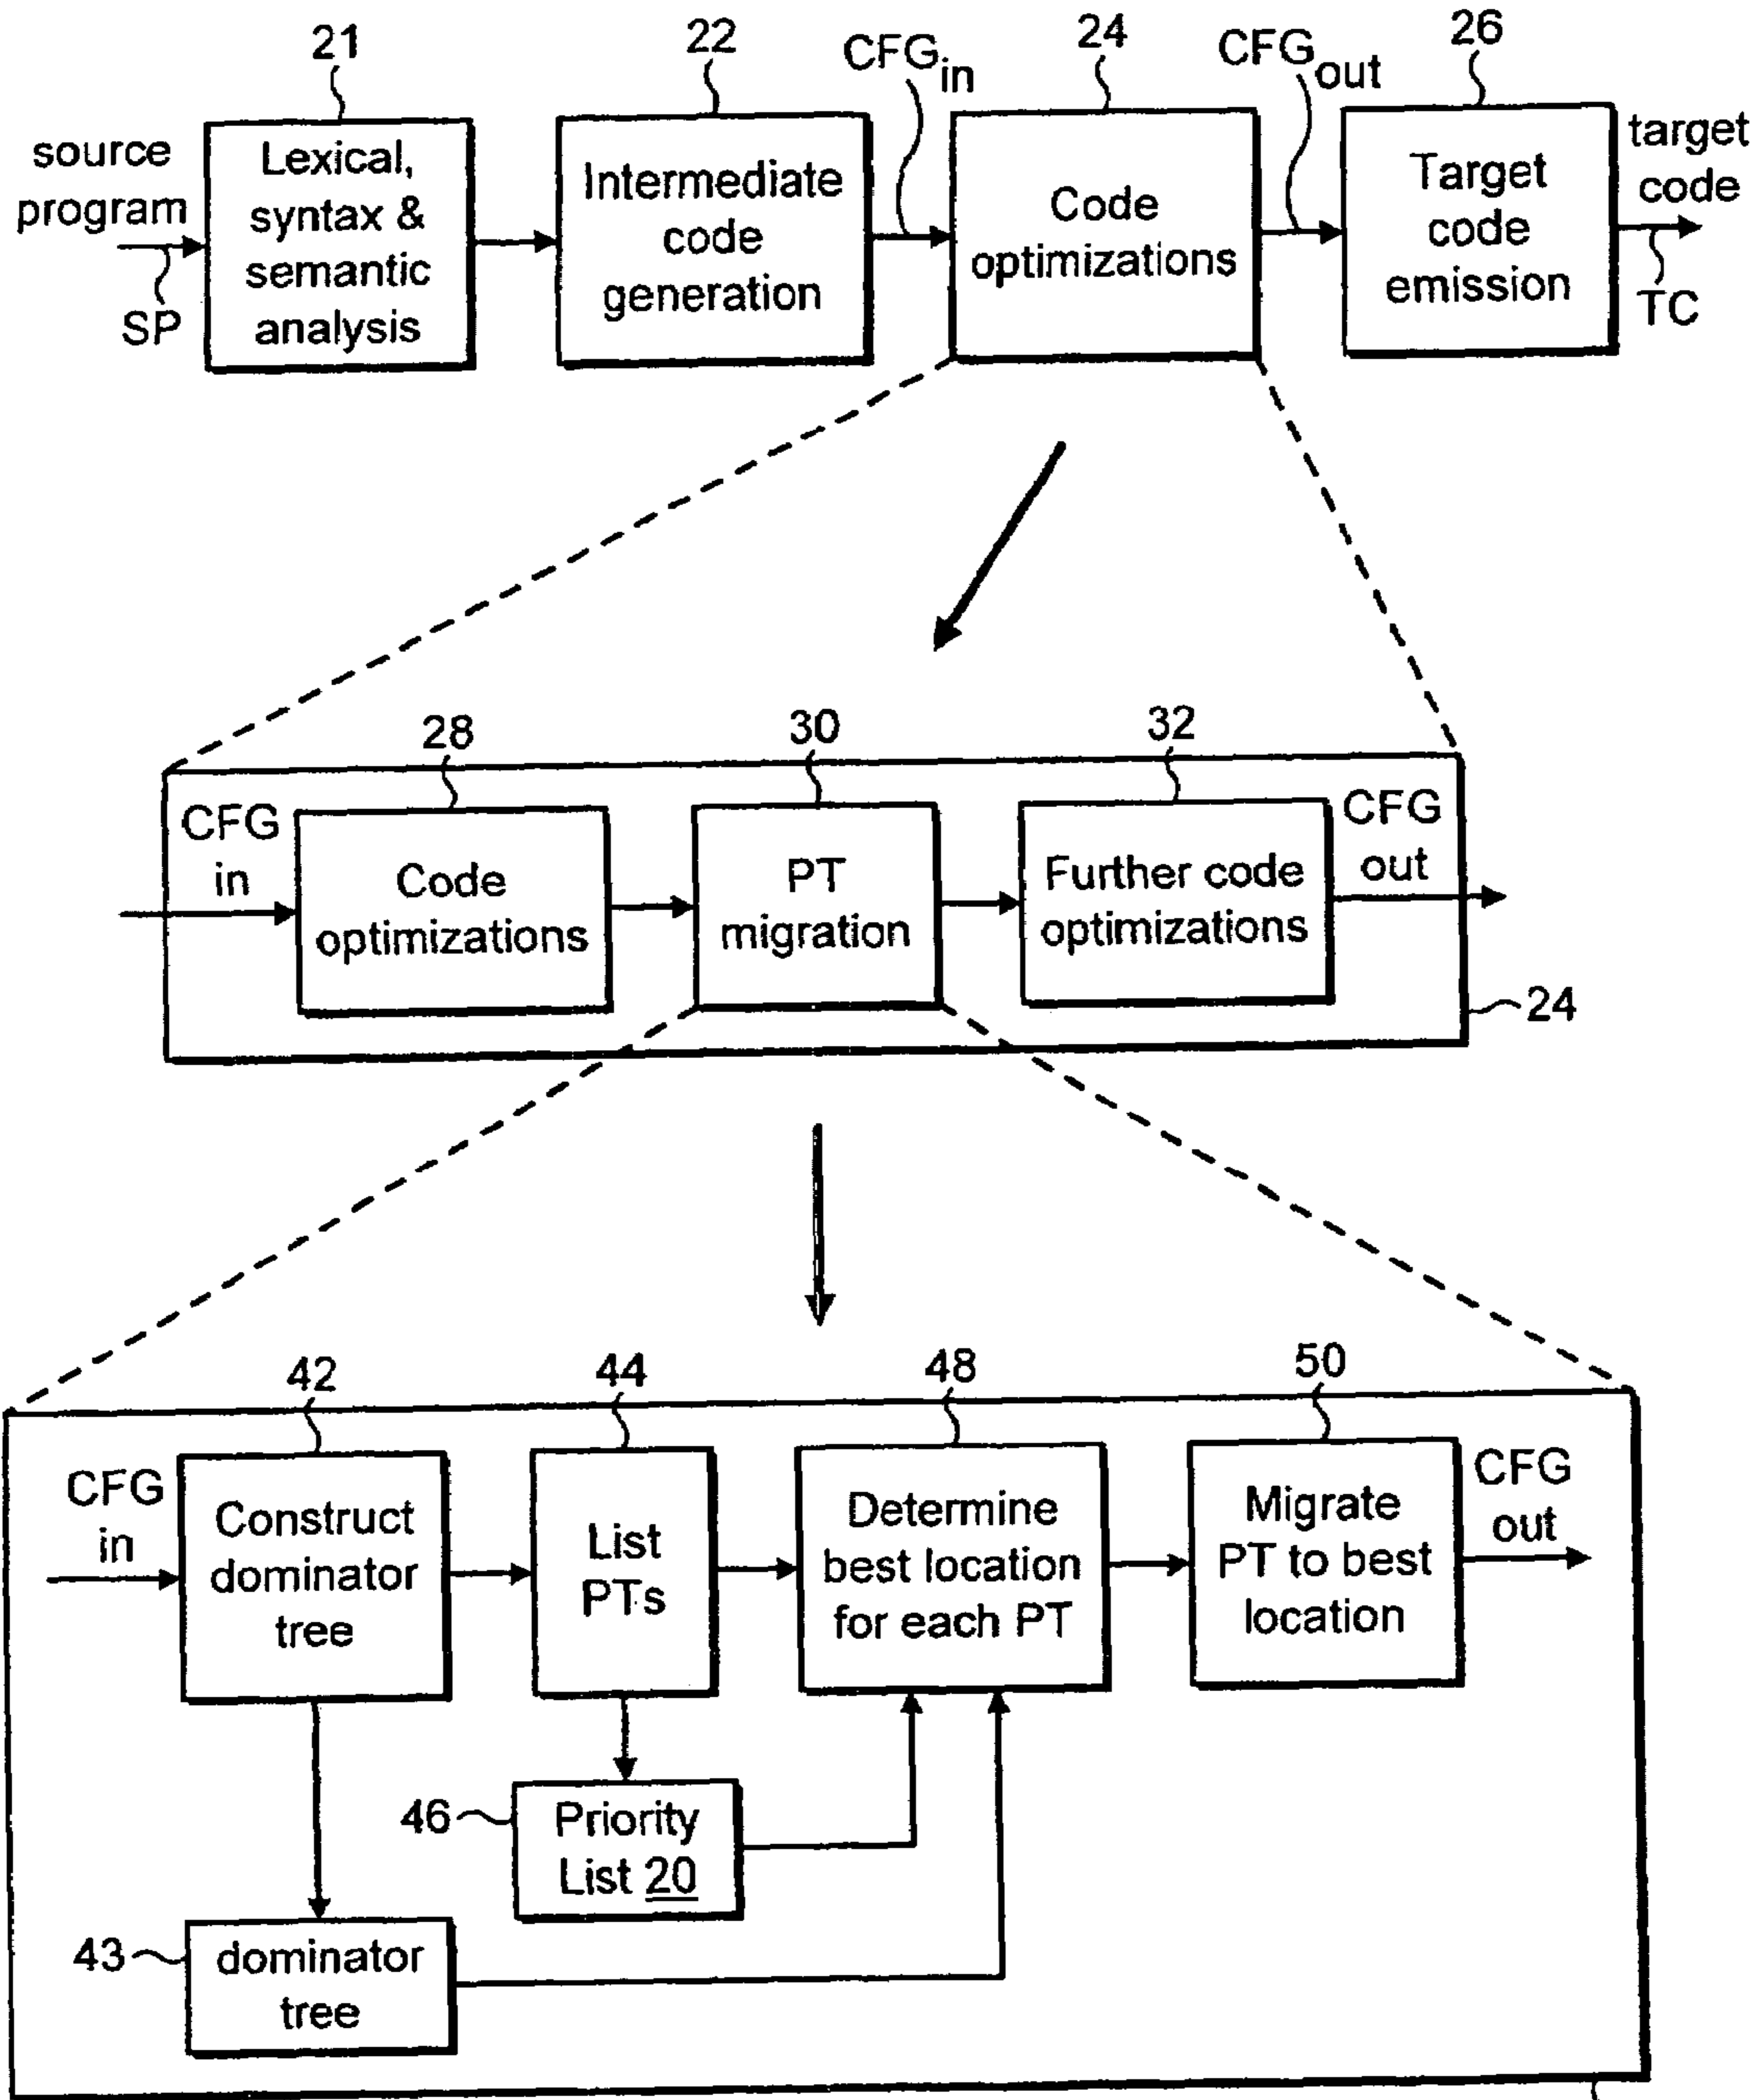 21
22
CFGin
24
CFGout
26
source
program
SP
Lexical,
syntax &
semantic
analysis
Intermediate
code
generation
Code
optimizations
Target
code
emission
target
code
TC
28
30
32
CFG
in
Code
optimizations
PT
migration
Further code
optimizations
CFG
out
24
42
44
48
50
CFG
in
Construct
dominator
tree
List
PTs
Determine
best location
for each PT
Migrate
PT to best
location
CFG
out
46
Priority
List 20
43
dominator
tree